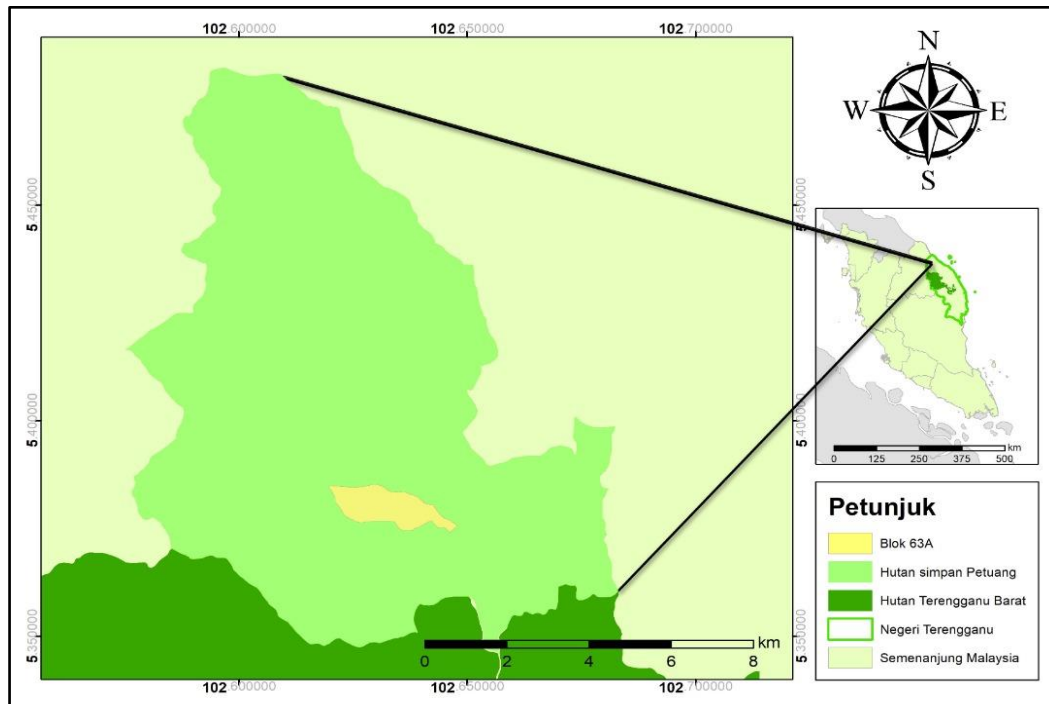 102.600000 102.650000 102.700000
N
W E
S
5.450000 5.450000
5.400000 5.400000
5.350000 5.350000
km
0 125 250 375 500
Petunjuk
Blok 63A
Hutan simpan Petuang
Hutan Terengganu Barat
Negeri Terengganu
Semenanjung Malaysia
km
0 2 4 6 8
102.600000 102.650000 102.700000